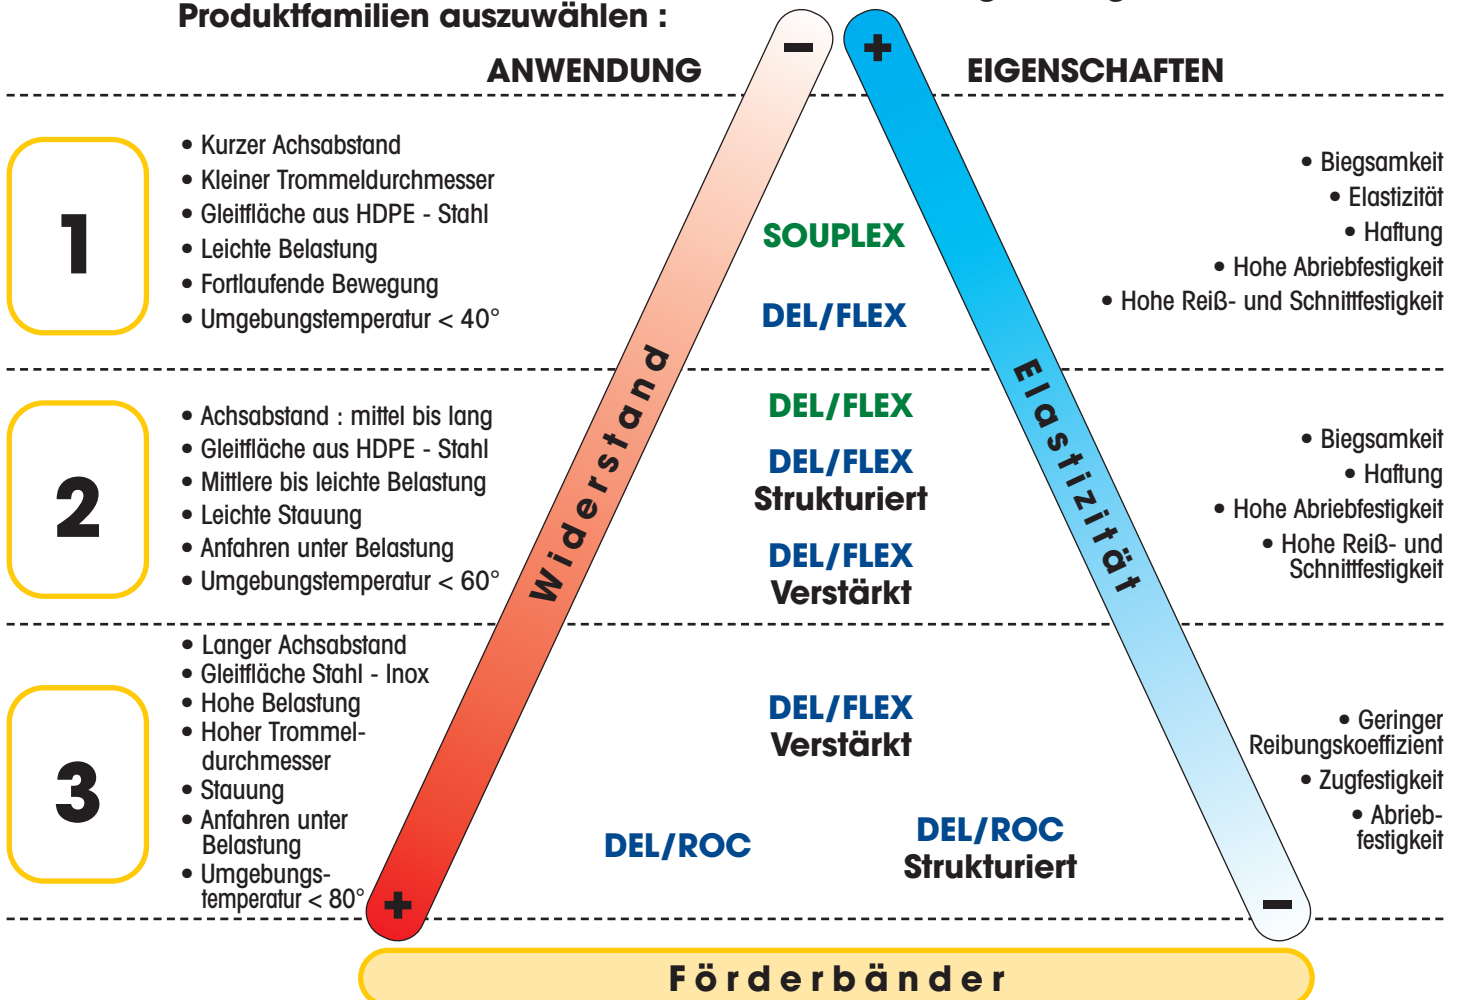 Produktfamilien auszuwählen :
ANWENDUNG
EIGENSCHAFTEN
− +
1
• Kurzer Achsabstand
• Kleiner Trommeldurchmesser
• Gleitfläche aus HDPE - Stahl
• Leichte Belastung
• Fortlaufende Bewegung
• Umgebungstemperatur < 40°
SOUPLEX
DEL/FLEX
• Biegsamkeit
• Elastizität
• Haftung
• Hohe Abriebfestigkeit
• Hohe Reiß- und Schnittfestigkeit
Widerstand
Elastizität
2
• Achsabstand : mittel bis lang
• Gleitfläche aus HDPE - Stahl
• Mittlere bis leichte Belastung
• Leichte Stauung
• Anfahren unter Belastung
• Umgebungstemperatur < 60°
DEL/FLEX
DEL/FLEX
Strukturiert
DEL/FLEX
Verstärkt
• Biegsamkeit
• Haftung
• Hohe Abriebfestigkeit
• Hohe Reiß- und
Schnittfestigkeit
3
• Langer Achsabstand
• Gleitfläche Stahl - Inox
• Hohe Belastung
• Hoher Trommel-
durchmesser
• Stauung
• Anfahren unter
Belastung
• Umgebungs-
temperatur < 80°
DEL/FLEX
Verstärkt
DEL/ROC
DEL/ROC
Strukturiert
• Geringer
Reibungskoeffizient
• Zugfestigkeit
• Abrieb-
festigkeit
+ −
Förderbänder